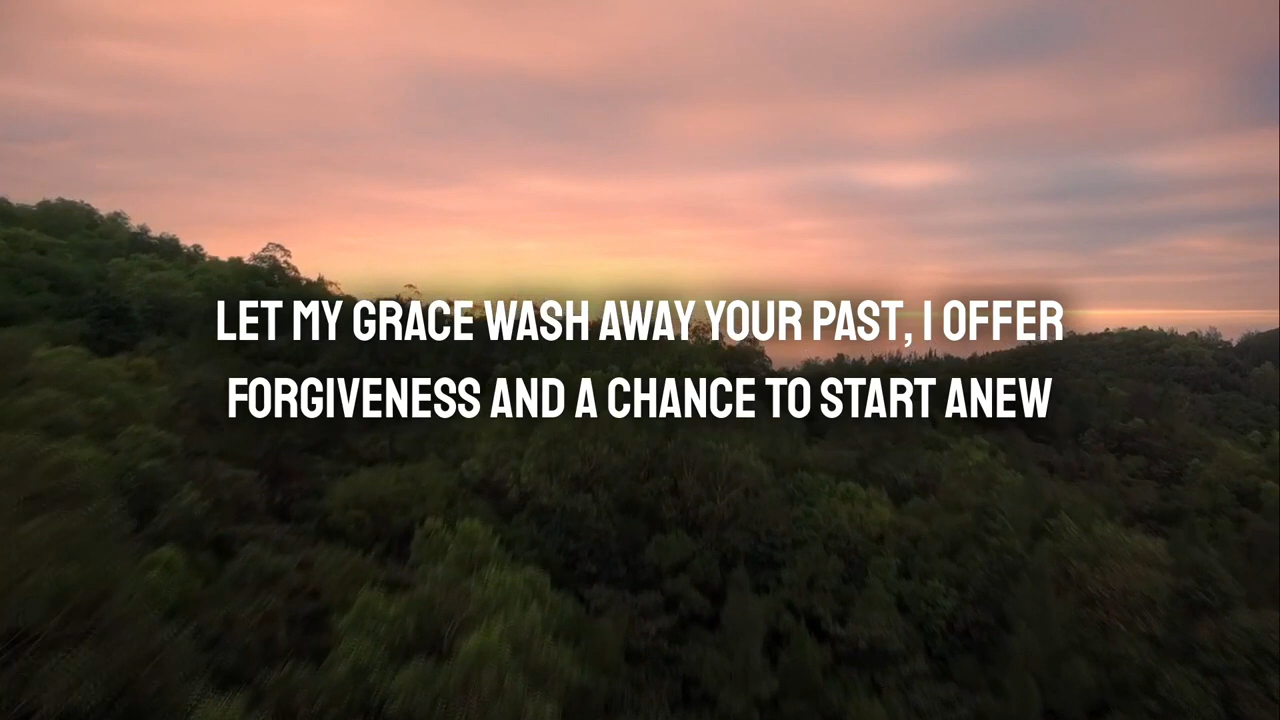 LET MY GRACE WASH AWAY YOUR PAST, I OFFER
FORGIVENESS AND A CHANCE TO START ANEW